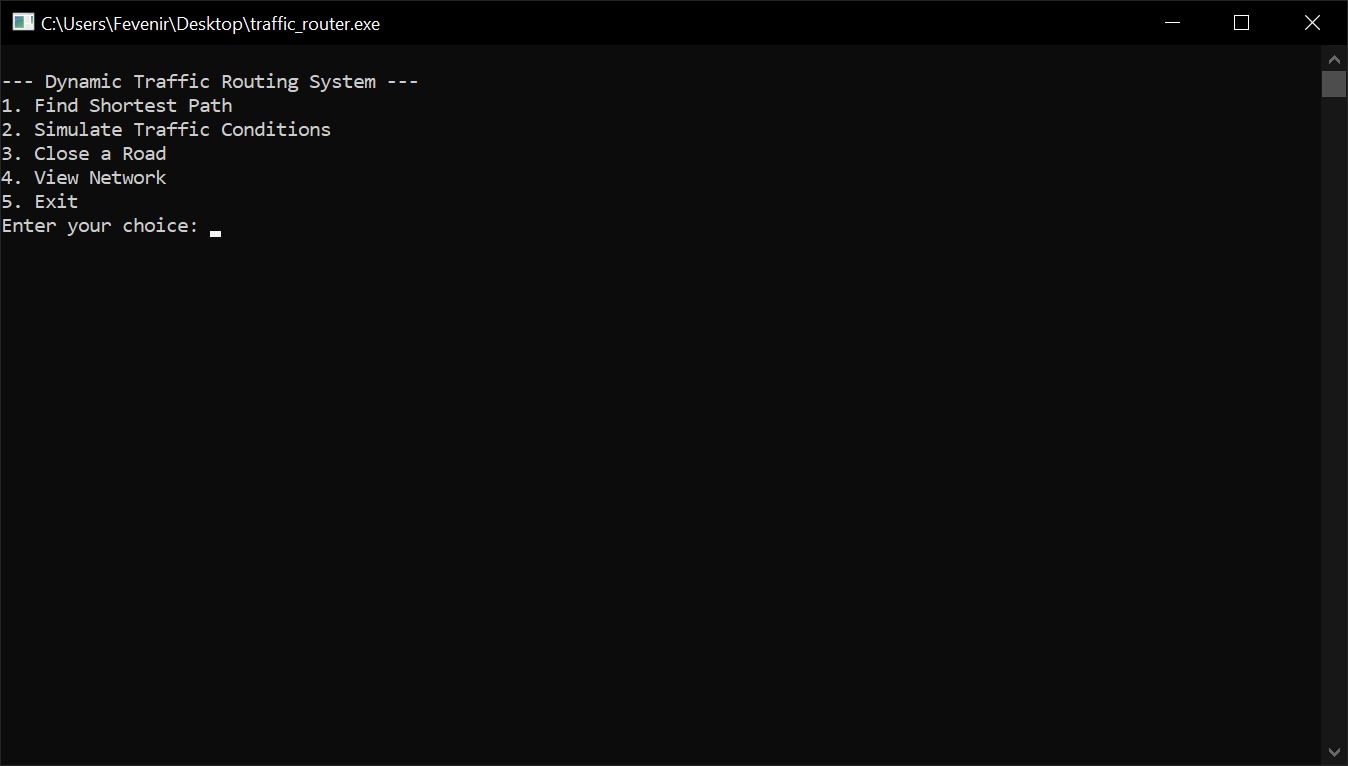 C:\Users\Fevenir\Desktop\traffic_router.exe
--- Dynamic Traffic Routing System ---
1. Find Shortest Path
2. Simulate Traffic Conditions
3. Close a Road
4. View Network
5. Exit
Enter your choice: